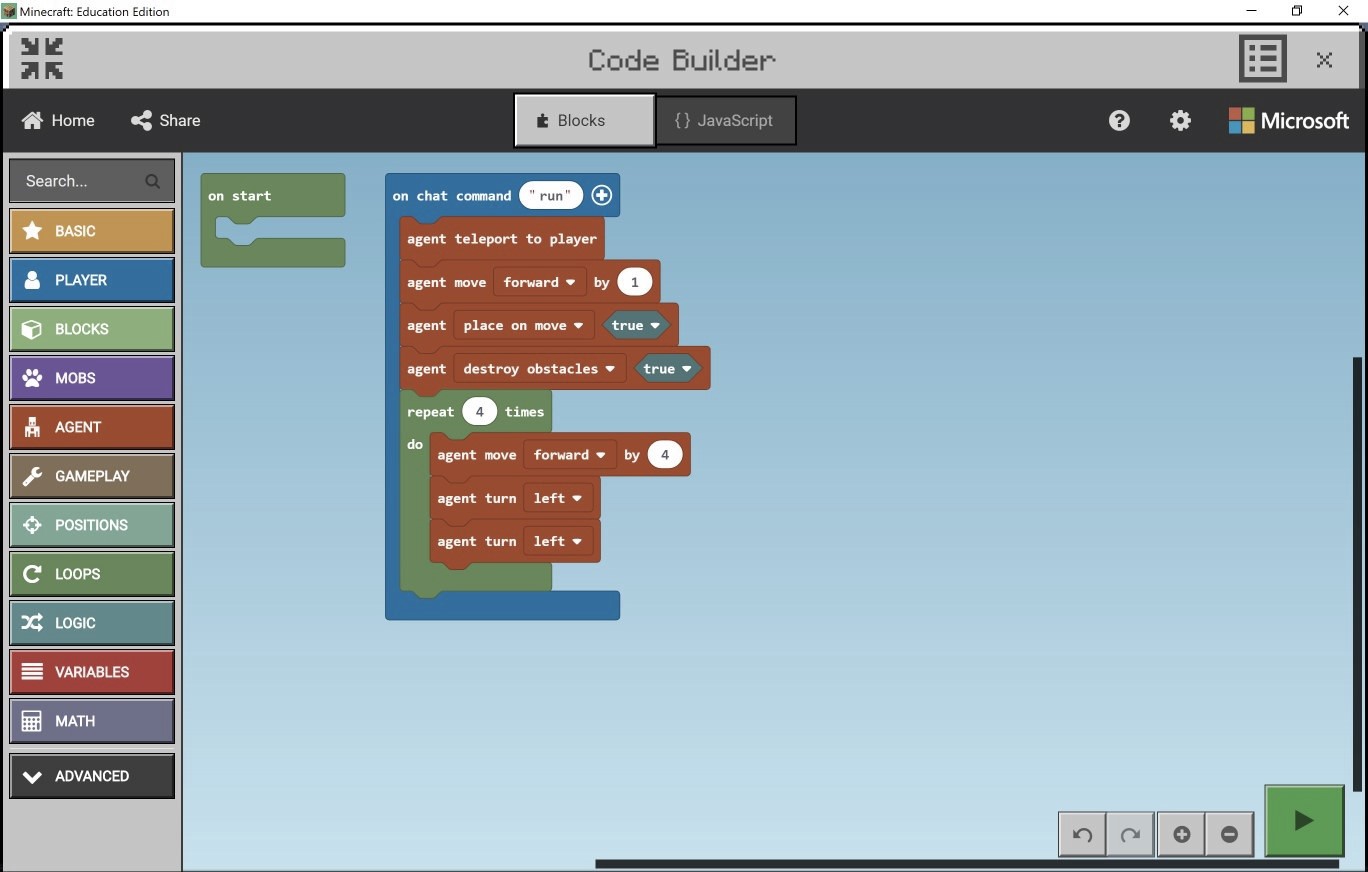 Minecraft: Education Edition
Code Builder
Home
Share
Blocks
{} JavaScript
Microsoft
Search...
BASIC
PLAYER
BLOCKS
MOBS
AGENT
GAMEPLAY
POSITIONS
LOOPS
LOGIC
VARIABLES
MATH
ADVANCED
on start
on chat command "run"
agent teleport to player
agent move forward by 1
agent place on move true
agent destroy obstacles true
repeat 4 times
do
agent move forward by 4
agent turn left
agent turn left